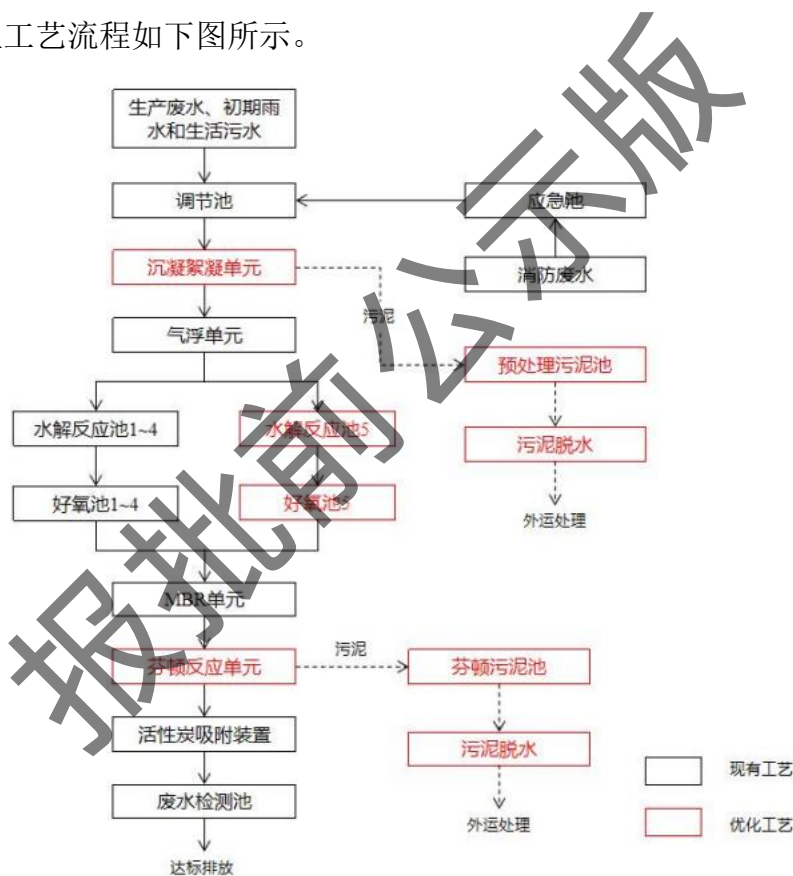 工艺流程如下图所示。
生产废水、初期雨
水和生活污水
调节池
应急池
沉凝絮凝单元
消防废水
污泥
气浮单元
预处理污泥池
水解反应池1~4
水解反应池5
污泥脱水
好氧池1~4
好氧池5
外运处理
MBR单元
芬顿反应单元
污泥
芬顿污泥池
活性炭吸附装置
污泥脱水
现有工艺
废水检测池
外运处理
优化工艺
达标排放
报批前公示版